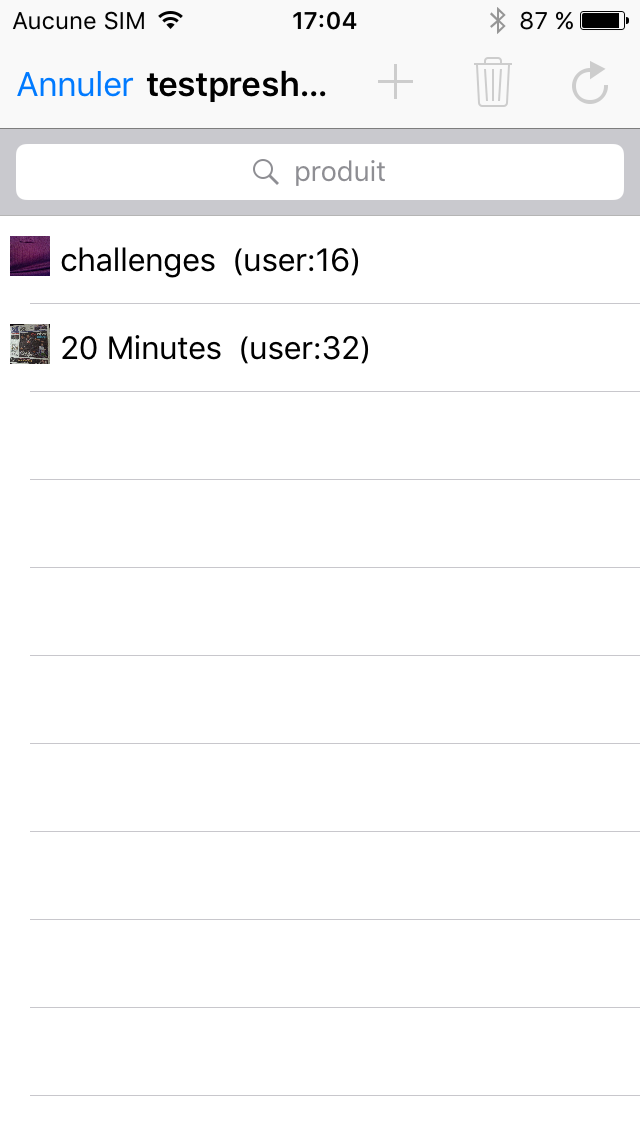 Aucune SIM 17:04 87 %
Annuler testpresh...
produit
challenges (user:16)
20 Minutes (user:32)